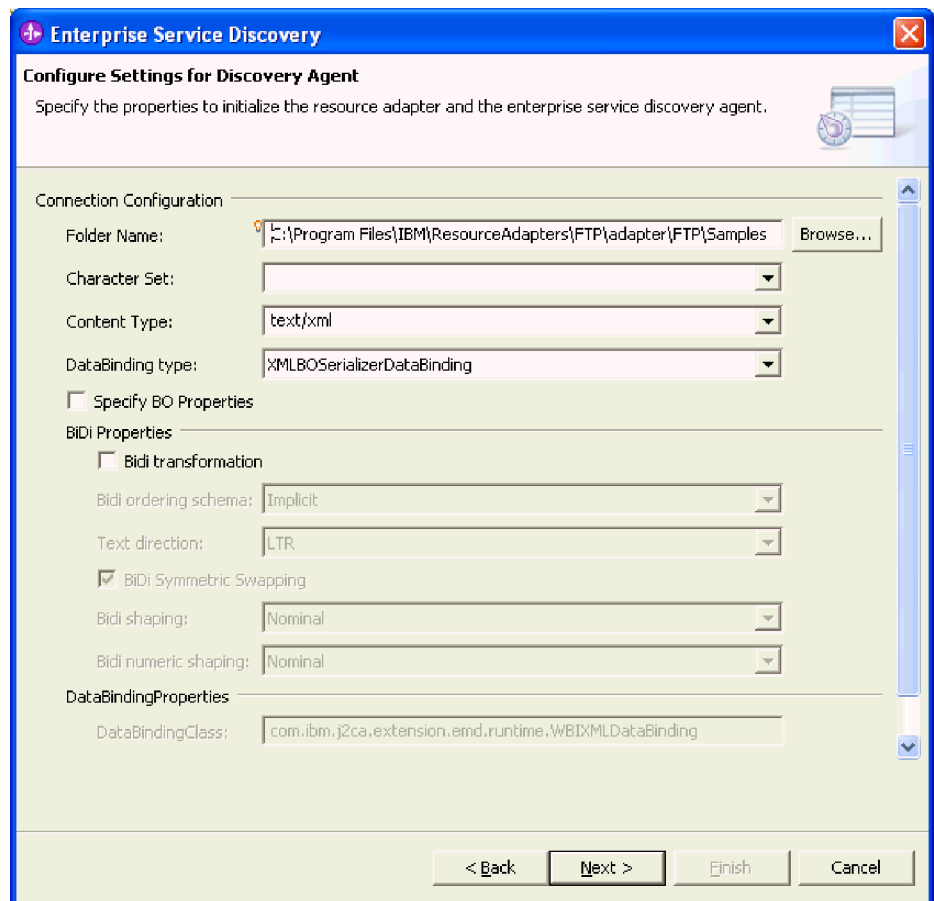 Enterprise Service Discovery
Configure Settings for Discovery Agent
Specify the properties to initialize the resource adapter and the enterprise service discovery agent.
Connection Configuration
Folder Name: C:\Program Files\IBM\ResourceAdapters\FTP\adapter\FTP\Samples Browse...
Character Set:
Content Type: text/xml
DataBinding type: XMLBOSerializerDataBinding
Specify BO Properties
BiDi Properties
Bidi transformation
Bidi ordering schema: Implicit
Text direction: LTR
BiDi Symmetric Swapping
Bidi shaping: Nominal
Bidi numeric shaping: Nominal
DataBindingProperties
DataBindingClass: com.ibm.j2ca.extension.emd.runtime.WBIXMLDataBinding
< Back Next > Finish Cancel